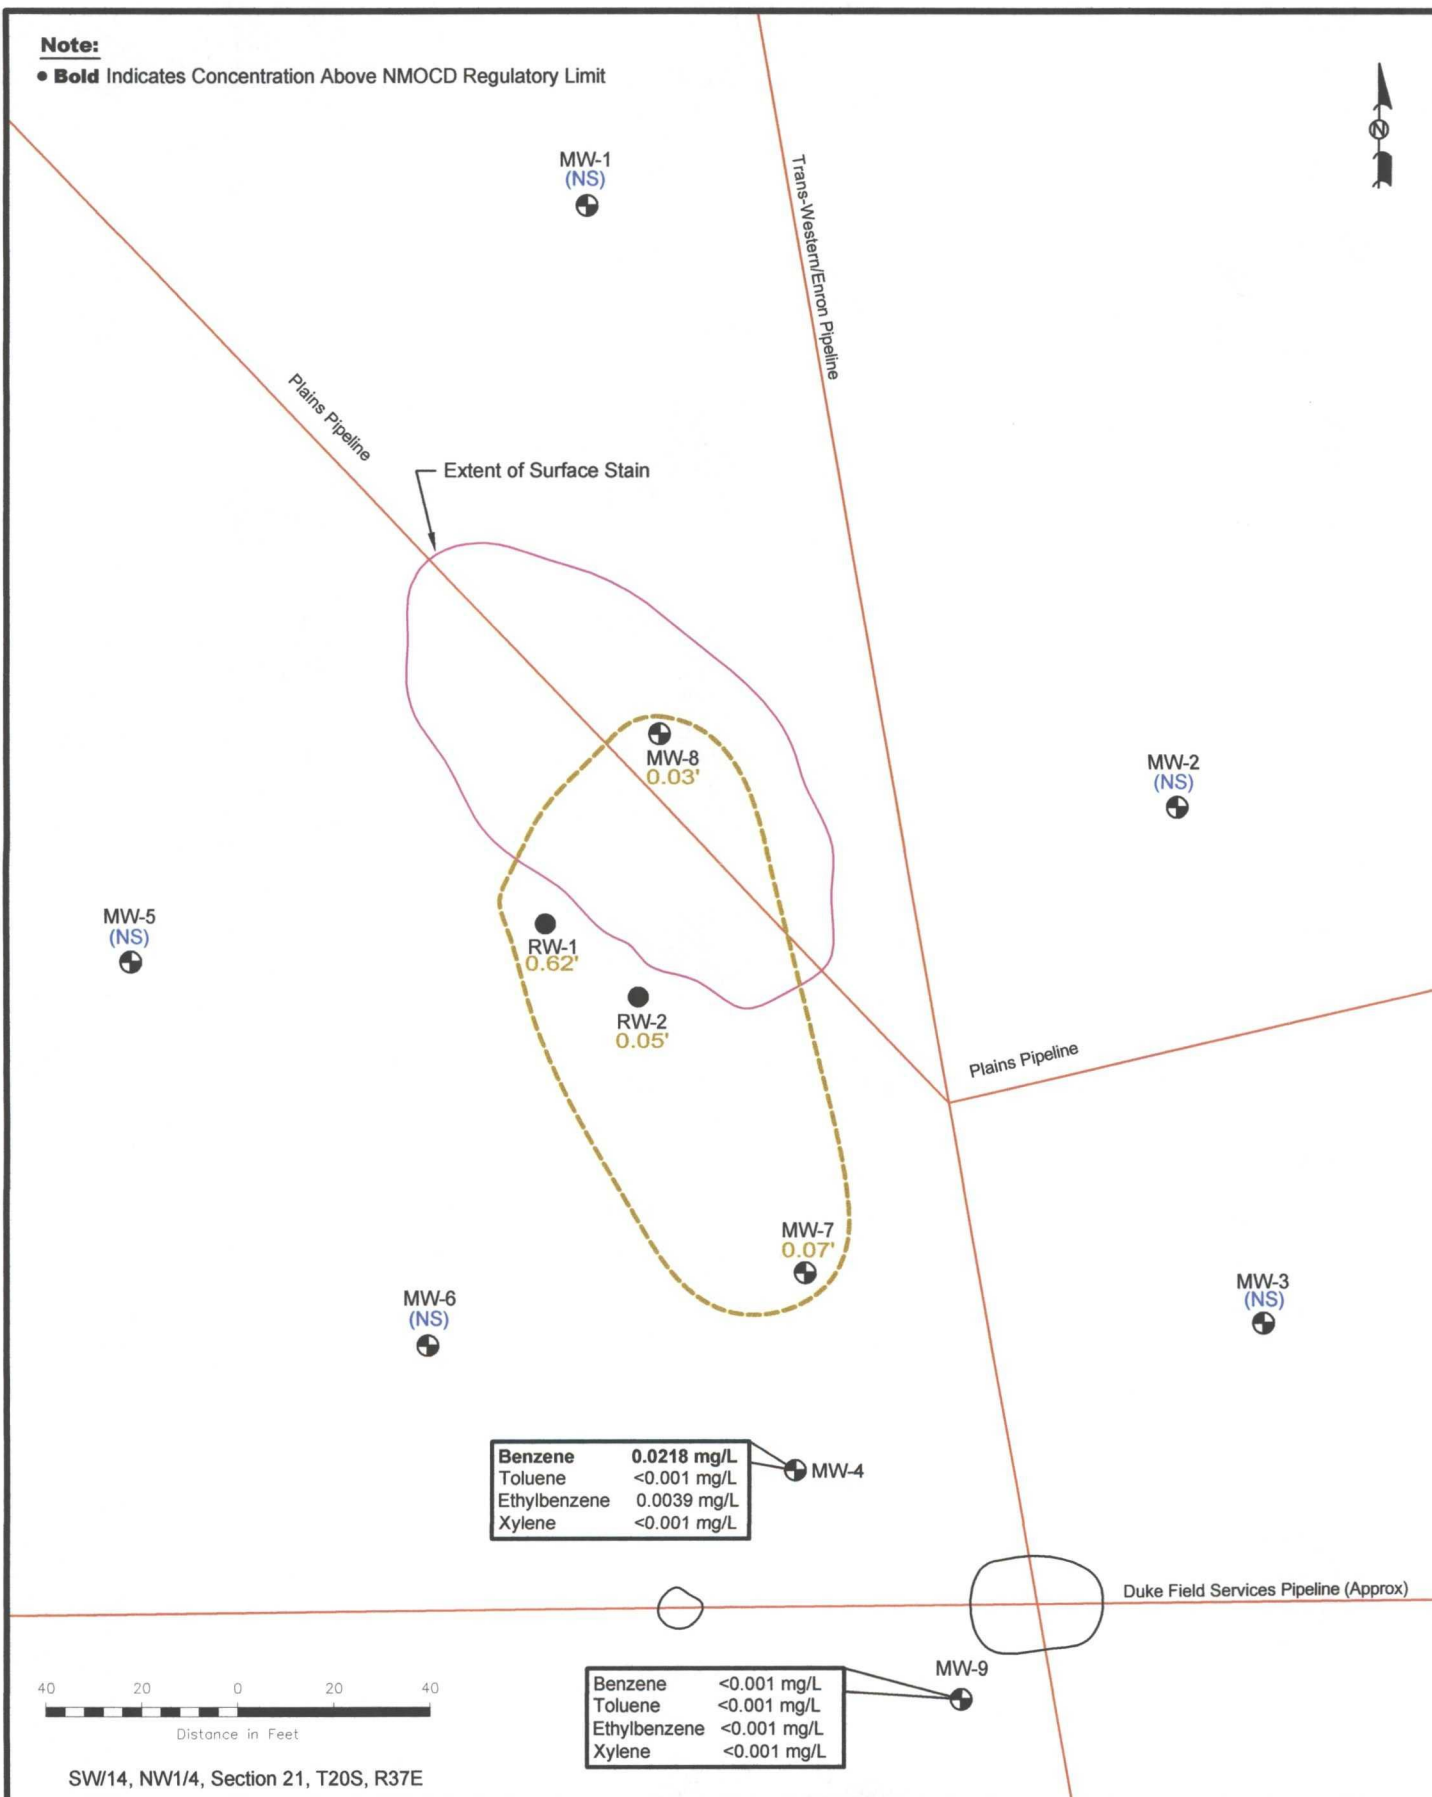 Note:
• Bold Indicates Concentration Above NMOCD Regulatory Limit
N
MW-1
(NS)
Trans-Western/Enron Pipeline
Plains Pipeline
Extent of Surface Stain
MW-8
0.03'
MW-2
(NS)
MW-5
(NS)
RW-1
0.62'
RW-2
0.05'
Plains Pipeline
MW-7
0.07'
MW-3
(NS)
MW-6
(NS)
Benzene 0.0218 mg/L
Toluene <0.001 mg/L
Ethylbenzene 0.0039 mg/L
Xylene <0.001 mg/L
MW-4
Duke Field Services Pipeline (Approx)
MW-9
Benzene <0.001 mg/L
Toluene <0.001 mg/L
Ethylbenzene <0.001 mg/L
Xylene <0.001 mg/L
40 20 0 20 40
Distance in Feet
SW/14, NW1/4, Section 21, T20S, R37E